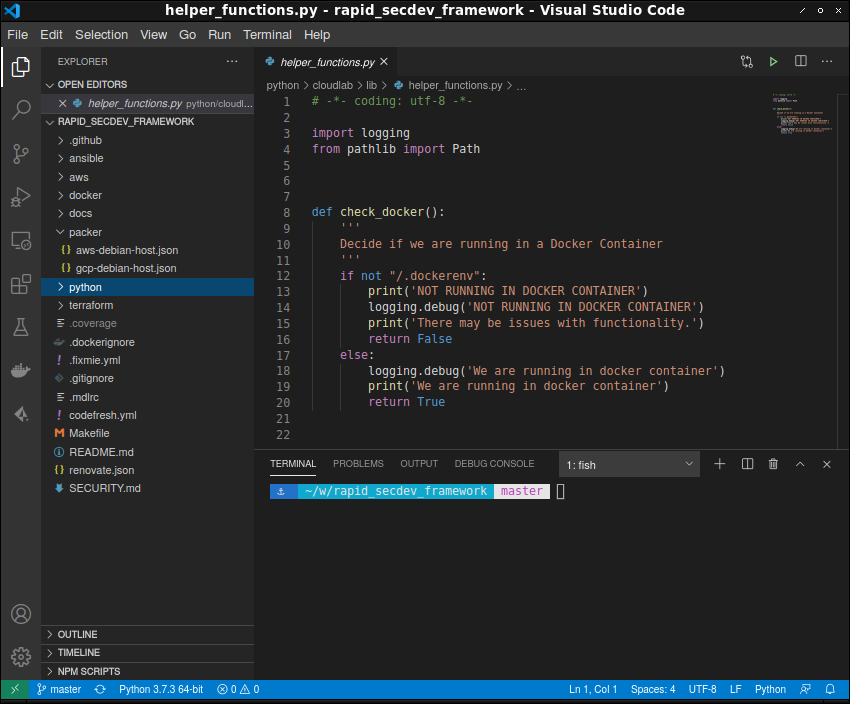 helper_functions.py - rapid_secdev_framework - Visual Studio Code
File Edit Selection View Go Run Terminal Help
EXPLORER
OPEN EDITORS
helper_functions.py python/cloudl...
RAPID_SECDEV_FRAMEWORK
.github
ansible
aws
docker
docs
packer
aws-debian-host.json
gcp-debian-host.json
python
terraform
.coverage
.dockerignore
.fixmie.yml
.gitignore
.mdlrc
codefresh.yml
Makefile
README.md
renovate.json
SECURITY.md
OUTLINE
TIMELINE
NPM SCRIPTS
helper_functions.py
python > cloudlab > lib > helper_functions.py > ...
1 # -*- coding: utf-8 -*-
2
3 import logging
4 from pathlib import Path
5
6
7
8 def check_docker():
9 '''
10 Decide if we are running in a Docker Container
11 '''
12 if not "/.dockerenv":
13 print('NOT RUNNING IN DOCKER CONTAINER')
14 logging.debug('NOT RUNNING IN DOCKER CONTAINER')
15 print('There may be issues with functionality.')
16 return False
17 else:
18 logging.debug('We are running in docker container')
19 print('We are running in docker container')
20 return True
21
22
TERMINAL PROBLEMS OUTPUT DEBUG CONSOLE 1: fish
~/w/rapid_secdev_framework master
master Python 3.7.3 64-bit 0 0 Ln 1, Col 1 Spaces: 4 UTF-8 LF Python